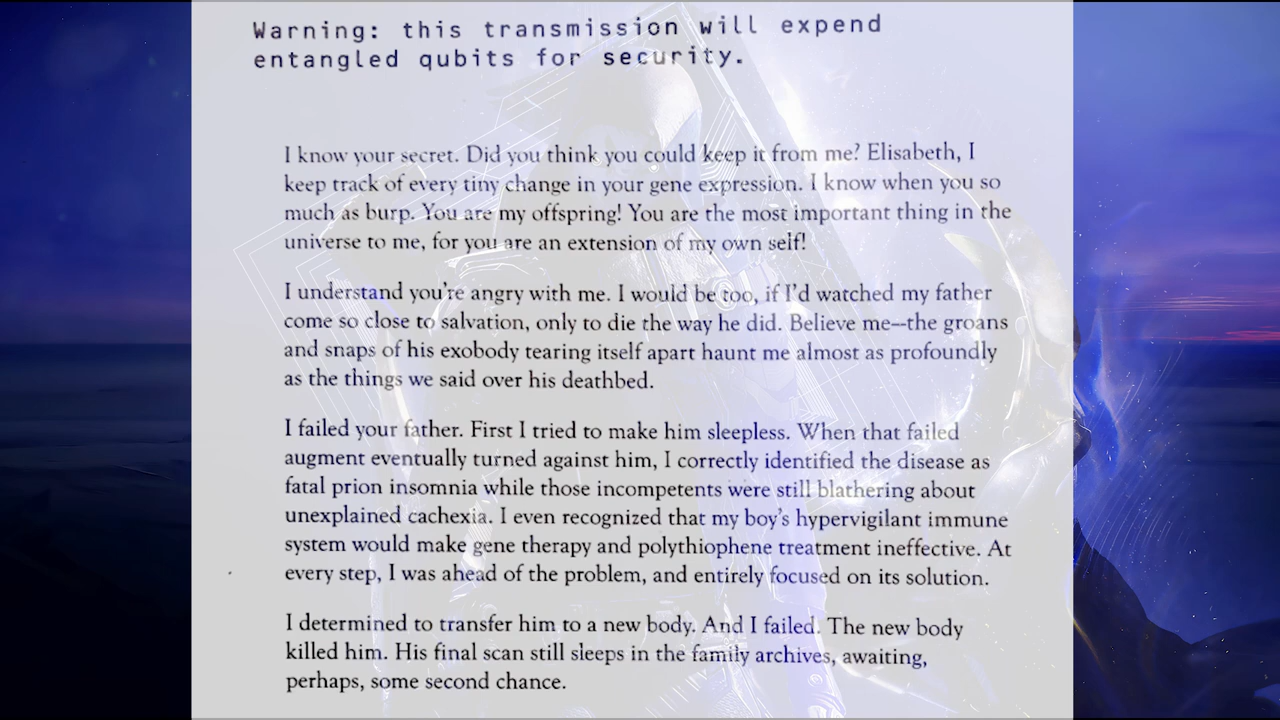 Warning: this transmission will expend
entangled qubits for security.
I know your secret. Did you think you could keep it from me? Elisabeth, I
keep track of every tiny change in your gene expression. I know when you so
much as burp. You are my offspring! You are the most important thing in the
universe to me, for you are an extension of my own self!
I understand you're angry with me. I would be too, if I'd watched my father
come so close to salvation, only to die the way he did. Believe me—the groans
and snaps of his exobody tearing itself apart haunt me almost as profoundly
as the things we said over his deathbed.
I failed your father. First I tried to make him sleepless. When that failed
augment eventually turned against him, I correctly identified the disease as
fatal prion insomnia while those incompetents were still blathering about
unexplained cachexia. I even recognized that my boy's hypervigilant immune
system would make gene therapy and polythiophene treatment ineffective. At
every step, I was ahead of the problem, and entirely focused on its solution.
I determined to transfer him to a new body. And I failed. The new body
killed him. His final scan still sleeps in the family archives, awaiting,
perhaps, some second chance.